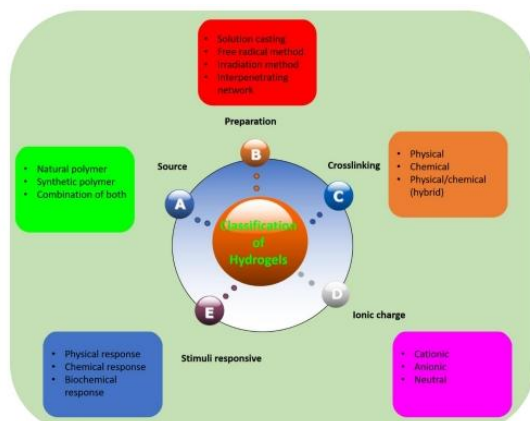 • Solution casting
• Free radical method
• Irradiation method
• Interpenetrating
network
Preparation
B
Source
Crosslinking
• Natural polymer
• Synthetic polymer
• Combination of both
• Physical
• Chemical
• Physical/chemical
(hybrid)
A
C
Classification
of
Hydrogels
E
D
Ionic charge
Stimuli responsive
• Physical response
• Chemical response
• Biochemical
response
• Cationic
• Anionic
• Neutral